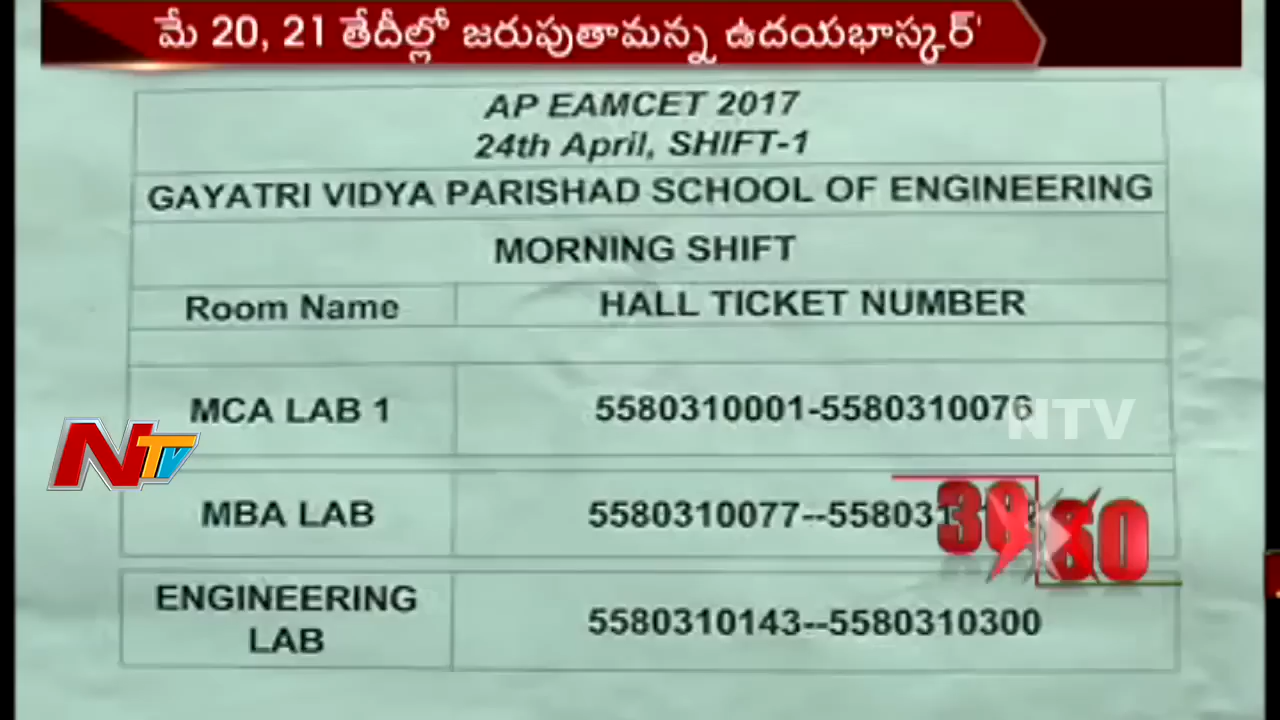 మే 20, 21 తేదీల్లో జరుపుతామన్న ఉదయభాస్కర్'
AP EAMCET 2017
24th April, SHIFT-1
GAYATRI VIDYA PARISHAD SCHOOL OF ENGINEERING
MORNING SHIFT
Room Name HALL TICKET NUMBER
MCA LAB 1 5580310001-5580310076
NTV
NTV
MBA LAB 5580310077--
30 60
ENGINEERING LAB 5580310143--5580310300